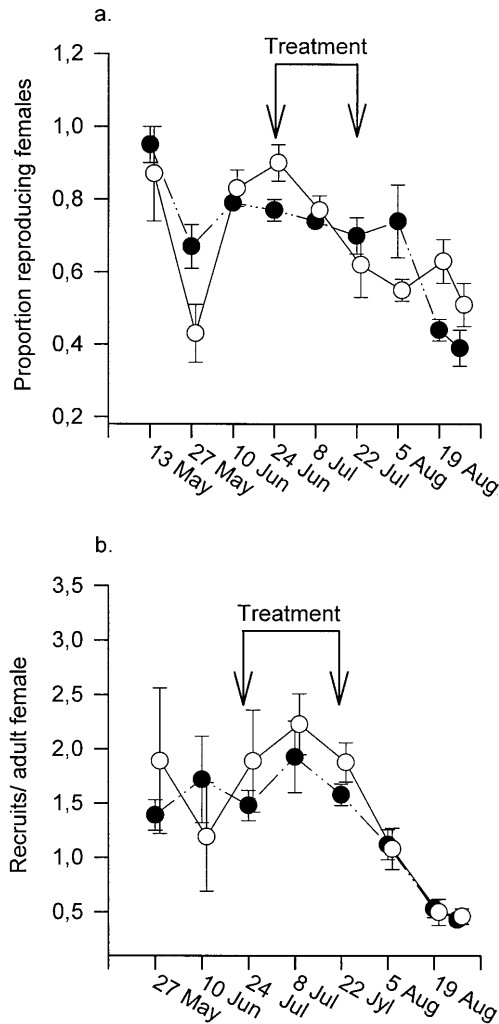 a.
Treatment
Proportion reproducing females
1,2
1,0
0,8
0,6
0,4
0,2
13 May
27 May
10 Jun
24 Jun
8 Jul
22 Jul
5 Aug
19 Aug
b.
Treatment
Recruits/ adult female
3,5
3,0
2,5
2,0
1,5
1,0
0,5
27 May
10 Jun
24 Jul
8 Jul
22 Jyl
5 Aug
19 Aug